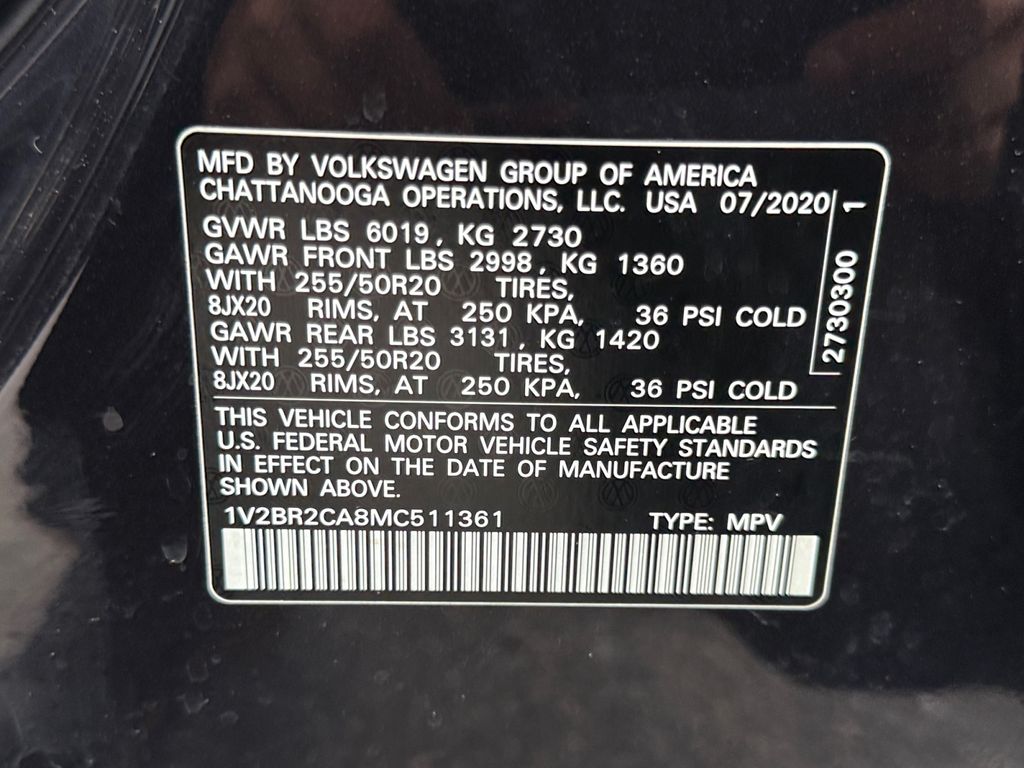 MFD BY VOLKSWAGEN GROUP OF AMERICA
CHATTANOOGA OPERATIONS, LLC. USA 07/2020
GVWR LBS 6019, KG 2730
GAWR FRONT LBS 2998, KG 1360
WITH 255/50R20 TIRES,
8JX20 RIMS, AT 250 KPA, 36 PSI COLD
GAWR REAR LBS 3131, KG 1420
WITH 255/50R20 TIRES,
8JX20 RIMS, AT 250 KPA, 36 PSI COLD
2730300 1
THIS VEHICLE CONFORMS TO ALL APPLICABLE
U.S. FEDERAL MOTOR VEHICLE SAFETY STANDARDS
IN EFFECT ON THE DATE OF MANUFACTURE
SHOWN ABOVE.
1V2BR2CA8MC511361 TYPE: MPV